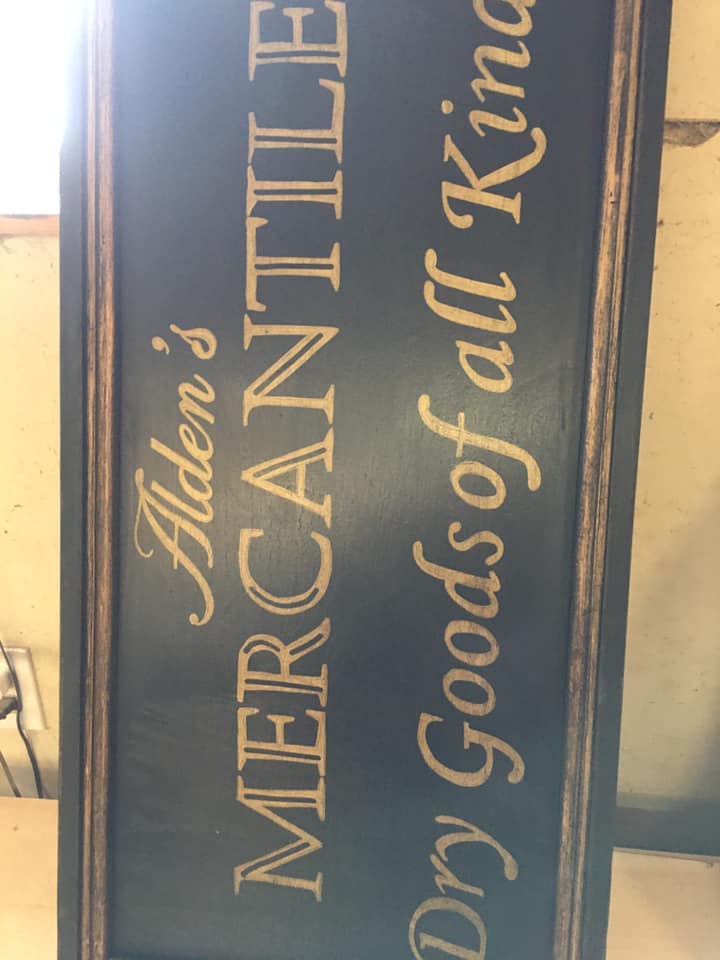 Alden's
MERCANTILE
Dry Goods of all Kind